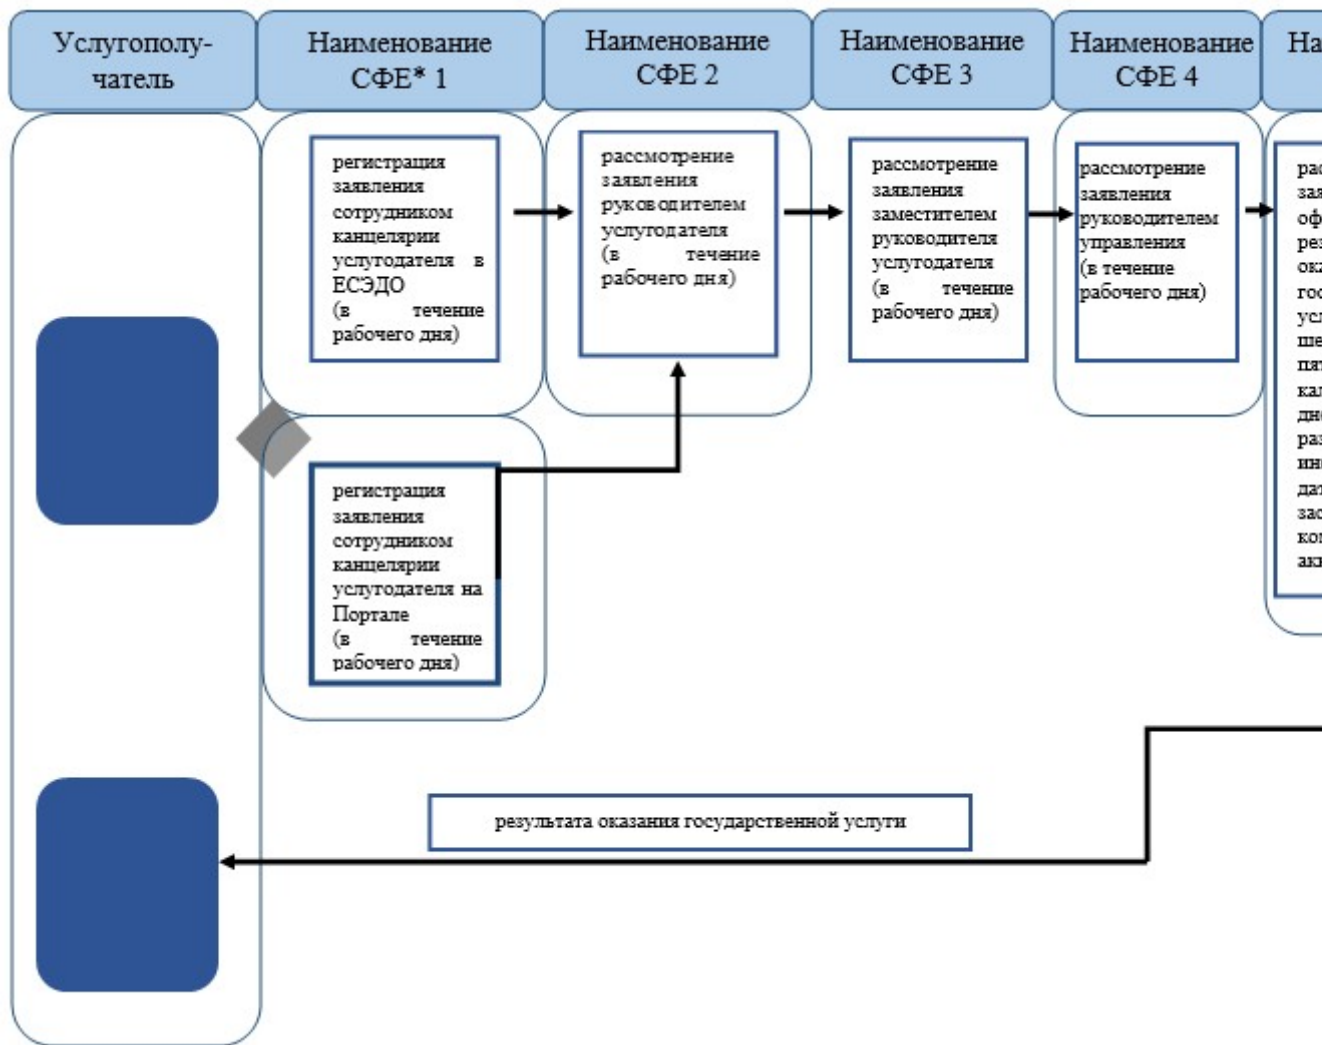 Услугополу-
чатель
Наименование
СФЕ* 1
Наименование
СФЕ 2
Наименование
СФЕ 3
Наименование
СФЕ 4
регистрация
заявления
сотрудником
канцелярии
услугодателя в
ЕСЭДО
(в течение
рабочего дня)
рассмотрение
заявления
руководителем
услугодателя
(в течение
рабочего дня)
рассмотрение
заявления
заместителем
руководителя
услугодателя
(в течение
рабочего дня)
рассмотрение
заявления
руководителем
управления
(в течение
рабочего дня)
регистрация
заявления
сотрудником
канцелярии
услугодателя на
Портале
(в течение
рабочего дня)
результата оказания государственной услуги